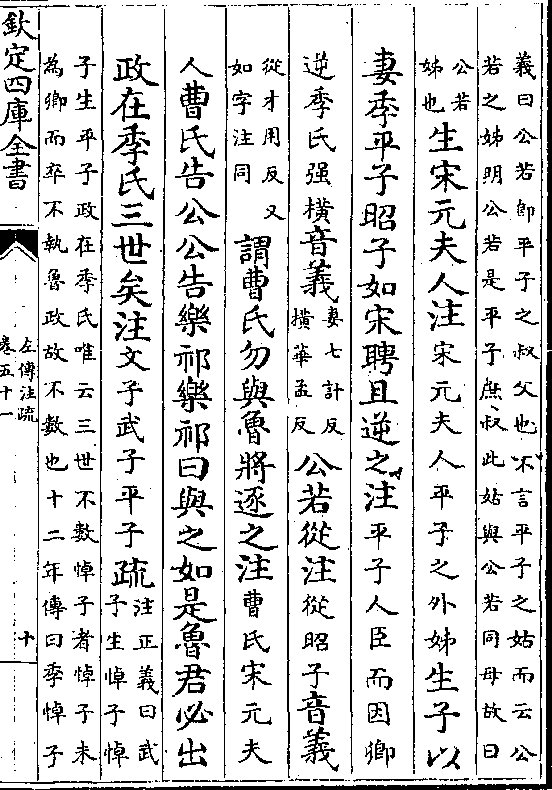 義曰公若即平子之叔父也不言平子之姑而云公
若之姊明公若是平子庶叔此姑與公若同母故曰
公若
姊也
生宋元夫人注宋元夫人平子之外姊生子以
妻季平子昭子如宋聘且逆之注平子人臣而因卿
逆季氏强橫音義妻七計反
橫華孟反
公若從注從昭子音義
從才用反又
如字注同
謂曹氏勿與魯將逐之注曹氏宋元夫
人曹氏告公公告樂祁樂祁曰與之如是魯君必出
政在季氏三世矣注文子武子平子疏注正義曰武
子生悼子悼
子生平子政在季氏唯云三世不數悼子者悼子未
為卿而卒不執魯政故不數也十二年傳曰季悼子
欽定四庫全書
左傳注疏
卷五十一
十